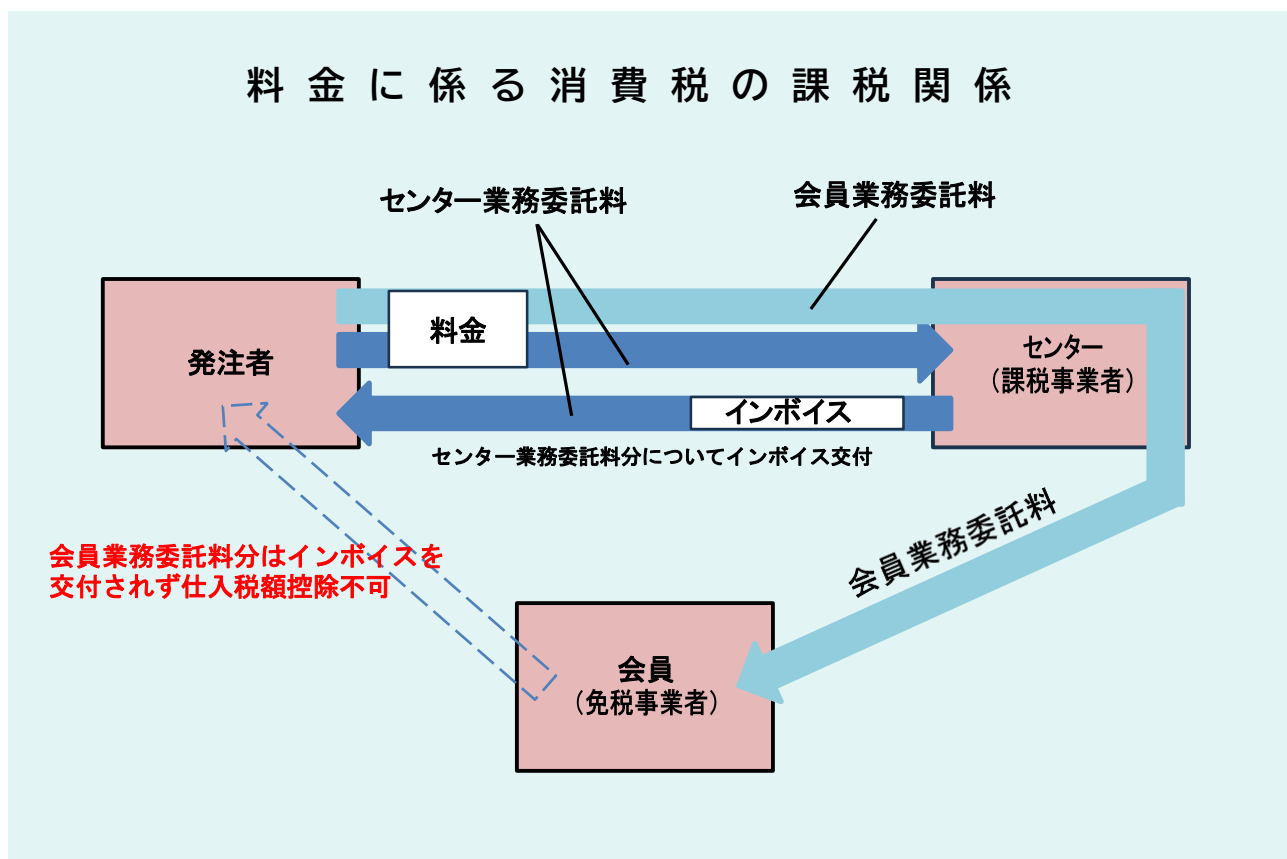 料金に係る消費税の課税関係
センター業務委託料
会員業務委託料
料金
発注者
センター
（課税事業者）
インボイス
センター業務委託料分についてインボイス交付
会員業務委託料
会員業務委託料分はインボイスを
交付されず仕入税額控除不可
会員
（免税事業者）